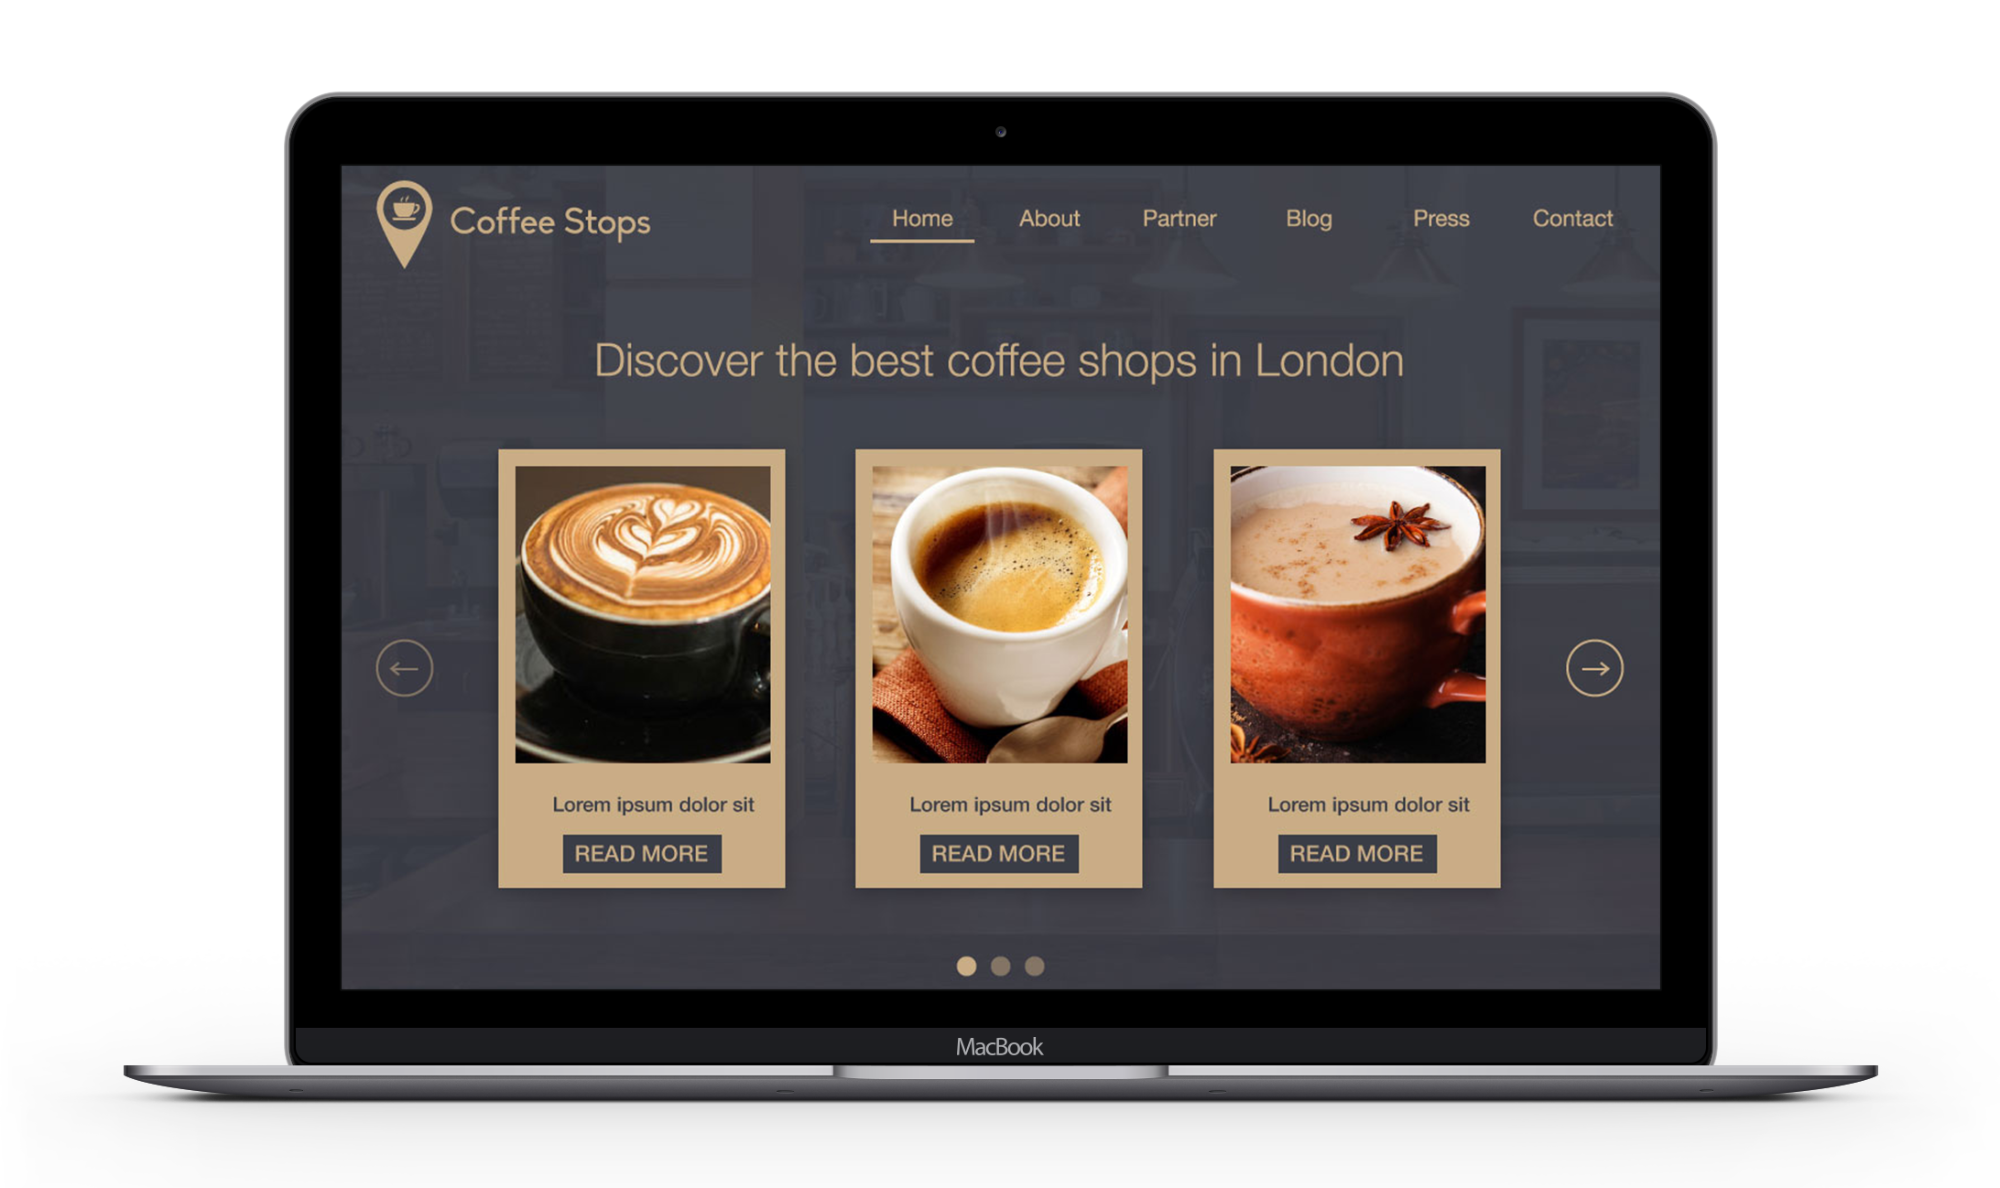 Coffee Stops
Home About Partner Blog Press Contact
Discover the best coffee shops in London
Lorem ipsum dolor sit
READ MORE
Lorem ipsum dolor sit
READ MORE
Lorem ipsum dolor sit
READ MORE
MacBook